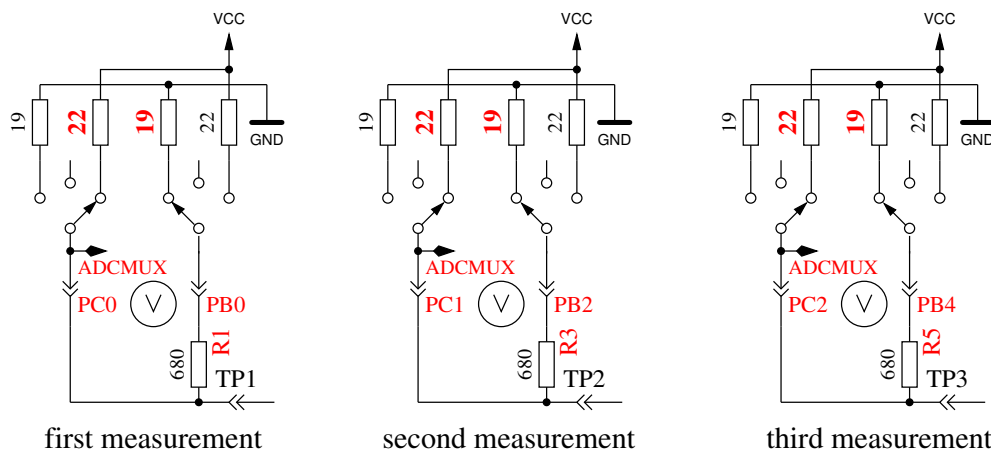 VCC
19
22
19
22
GND
ADCMUX
PC0
V
PB0
R1
680
TP1
first measurement
VCC
19
22
19
22
GND
ADCMUX
PC1
V
PB2
R3
680
TP2
second measurement
VCC
19
22
19
22
GND
ADCMUX
PC2
V
PB4
R5
680
TP3
third measurement